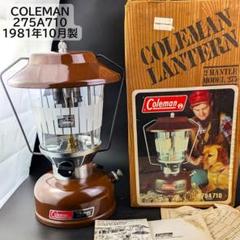 COLEMAN
275A710
1981年10月製
COLEMAN
LANTERN
2 MANTLE
MODEL 275
Coleman
275A710
Coleman